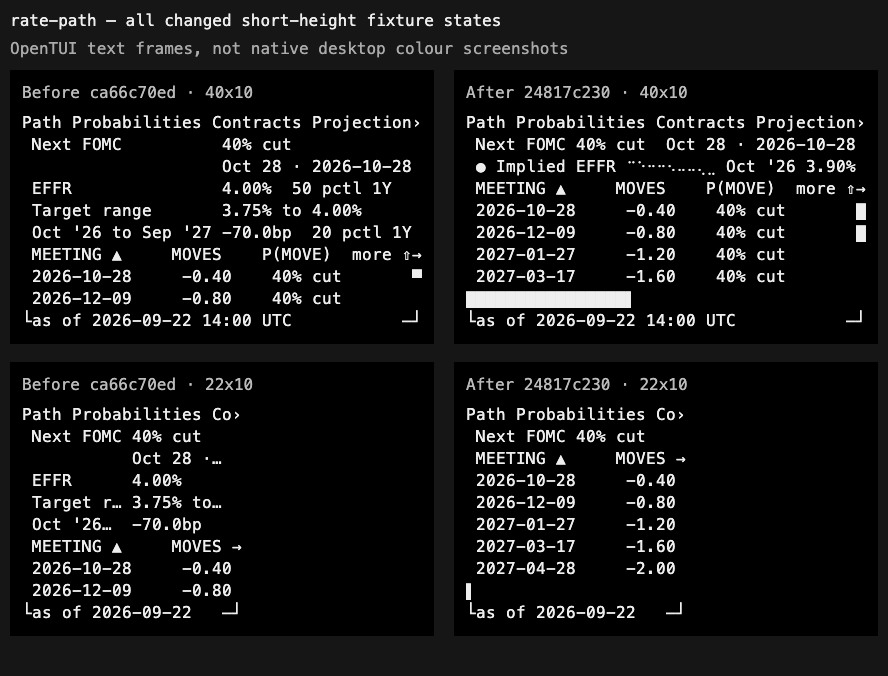 rate-path — all changed short-height fixture states
OpenTUI text frames, not native desktop colour screenshots
Before ca66c70ed · 40x10
Path Probabilities Contracts Projection›
Next FOMC 40% cut
Oct 28 · 2026-10-28
EFFR 4.00% 50 pctl 1Y
Target range 3.75% to 4.00%
Oct '26 to Sep '27 -70.0bp 20 pctl 1Y
MEETING ▲ MOVES P(MOVE) more ⇧→
2026-10-28 -0.40 40% cut
2026-12-09 -0.80 40% cut
└as of 2026-09-22 14:00 UTC ─┘
After 24817c230 · 40x10
Path Probabilities Contracts Projection›
Next FOMC 40% cut Oct 28 · 2026-10-28
● Implied EFFR Oct '26 3.90%
MEETING ▲ MOVES P(MOVE) more ⇧→
2026-10-28 -0.40 40% cut
2026-12-09 -0.80 40% cut
2027-01-27 -1.20 40% cut
2027-03-17 -1.60 40% cut
└as of 2026-09-22 14:00 UTC ─┘
Before ca66c70ed · 22x10
Path Probabilities Co›
Next FOMC 40% cut
Oct 28 ·…
EFFR 4.00%
Target r… 3.75% to…
Oct '26… -70.0bp
MEETING ▲ MOVES →
2026-10-28 -0.40
2026-12-09 -0.80
└as of 2026-09-22 ─┘
After 24817c230 · 22x10
Path Probabilities Co›
Next FOMC 40% cut
MEETING ▲ MOVES →
2026-10-28 -0.40
2026-12-09 -0.80
2027-01-27 -1.20
2027-03-17 -1.60
2027-04-28 -2.00
└as of 2026-09-22 ─┘